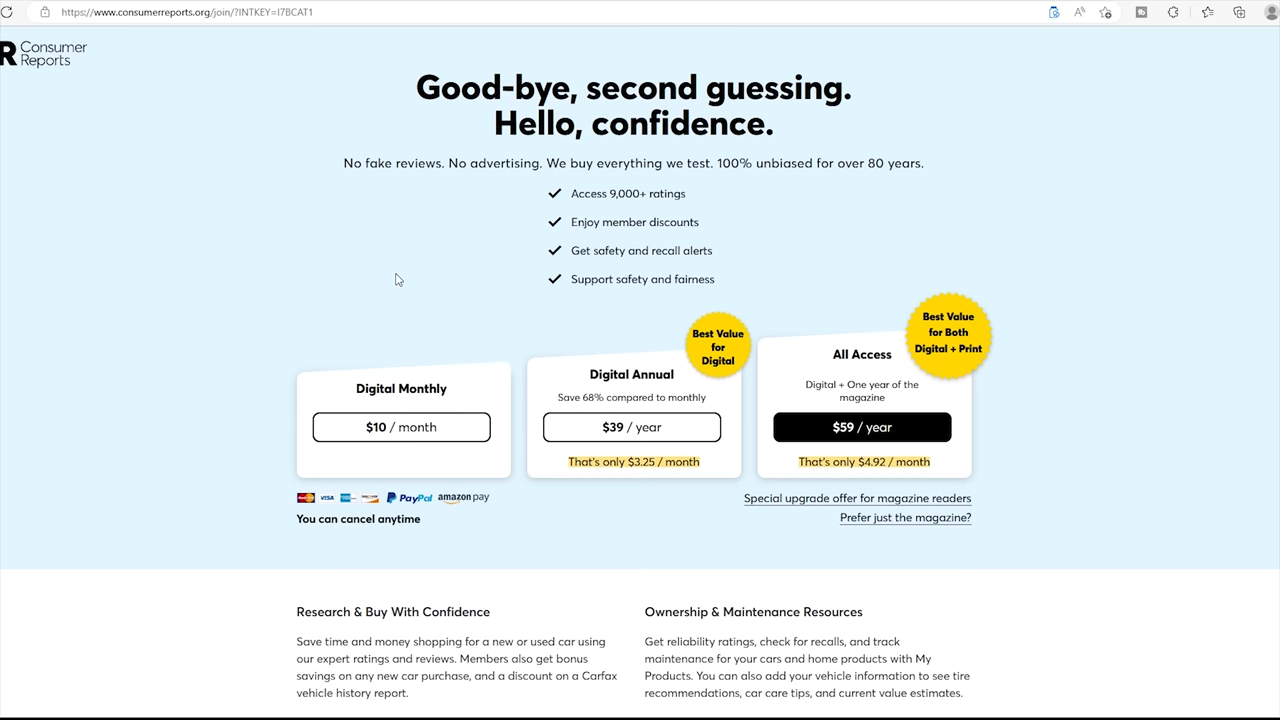 https://www.consumerreports.org/join/?INTKEY=I7BCAT1
R Consumer
Reports
Good-bye, second guessing.
Hello, confidence.
No fake reviews. No advertising. We buy everything we test. 100% unbiased for over 80 years.
Access 9,000+ ratings
Enjoy member discounts
Get safety and recall alerts
Support safety and fairness
Digital Monthly
$10 / month
Best Value
for
Digital
Digital Annual
Save 68% compared to monthly
$39 / year
That's only $3.25 / month
Best Value
for Both
Digital + Print
All Access
Digital + One year of the
magazine
$59 / year
That's only $4.92 / month
VISA PayPal amazon pay
You can cancel anytime
Special upgrade offer for magazine readers
Prefer just the magazine?
Research & Buy With Confidence
Save time and money shopping for a new or used car using
our expert ratings and reviews. Members also get bonus
savings on any new car purchase, and a discount on a Carfax
vehicle history report.
Ownership & Maintenance Resources
Get reliability ratings, check for recalls, and track
maintenance for your cars and home products with My
Products. You can also add your vehicle information to see tire
recommendations, car care tips, and current value estimates.